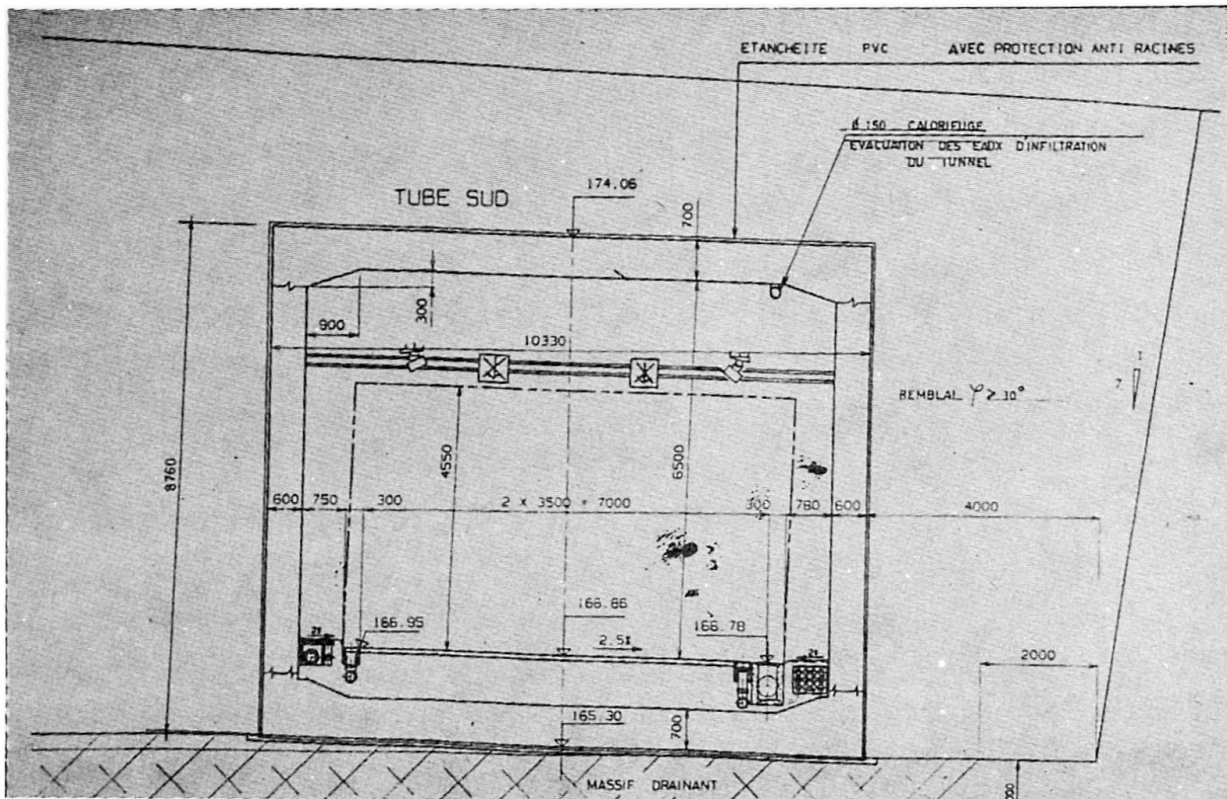 ETANCHEITE PVC AVEC PROTECTION ANTI RACINES
Ø 150 CALORIFUGE
EVACUATION DES EAUX D'INFILTRATION
DU TUNNEL
TUBE SUD
174.06
700
300
900
10330
REMBLAI φ ≥ 30°
8760
4550
6500
600 750 300 2 X 3500 = 7000 300 780 600 4000
166.95
166.86
166.78
2.5%
2000
165.30
700
MASSIF DRAINANT